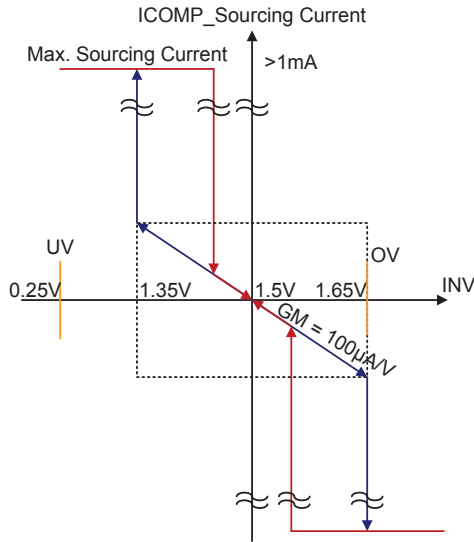 ICOMP_Sourcing Current
Max. Sourcing Current
>1mA
UV
OV
0.25V
1.35V
1.5V
1.65V
INV
GM = 100µA/V